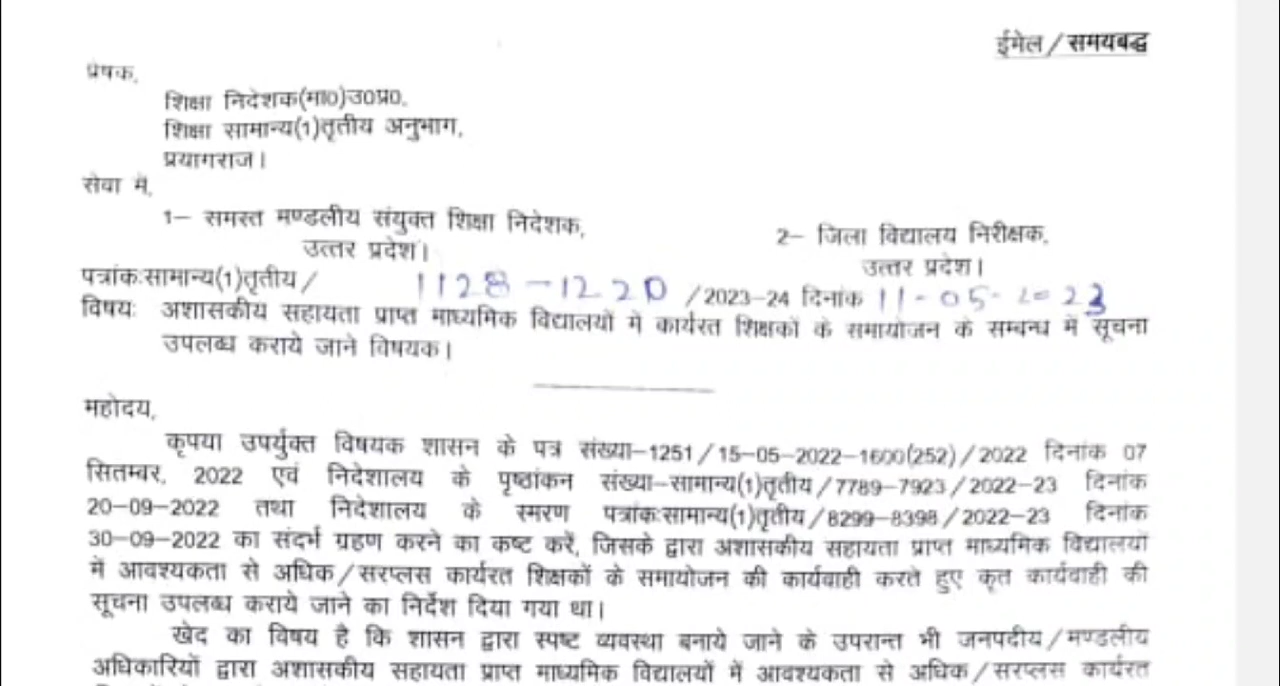 ईमेल/समयबद्ध
प्रेषक,
शिक्षा निदेशक(मा0)उ0प्र0,
शिक्षा सामान्य(1)तृतीय अनुभाग,
प्रयागराज।
सेवा में,
1– समस्त मण्डलीय संयुक्त शिक्षा निदेशक,
उत्तर प्रदेश।
2– जिला विद्यालय निरीक्षक,
उत्तर प्रदेश।
पत्रांक:सामान्य(1)तृतीय/ 1128-1220 /2023-24 दिनांक 11-05-2023
विषयः अशासकीय सहायता प्राप्त माध्यमिक विद्यालयों में कार्यरत शिक्षकों के समायोजन के सम्बन्ध में सूचना
उपलब्ध कराये जाने विषयक।
महोदय,
कृपया उपर्युक्त विषयक शासन के पत्र संख्या–1251/15–05–2022–1600(252)/2022 दिनांक 07
सितम्बर, 2022 एवं निदेशालय के पृष्ठांकन संख्या–सामान्य(1)तृतीय/7789–7923/2022–23 दिनांक
20–09–2022 तथा निदेशालय के स्मरण पत्रांक:सामान्य(1)तृतीय/8299–8398/2022–23 दिनांक
30–09–2022 का संदर्भ ग्रहण करने का कष्ट करें, जिसके द्वारा अशासकीय सहायता प्राप्त माध्यमिक विद्यालयों
में आवश्यकता से अधिक/सरप्लस कार्यरत शिक्षकों के समायोजन की कार्यवाही करते हुए कृत कार्यवाही की
सूचना उपलब्ध कराये जाने का निर्देश दिया गया था।
खेद का विषय है कि शासन द्वारा स्पष्ट व्यवस्था बनाये जाने के उपरान्त भी जनपदीय/मण्डलीय
अधिकारियों द्वारा अशासकीय सहायता प्राप्त माध्यमिक विद्यालयों में आवश्यकता से अधिक/सरप्लस कार्यरत